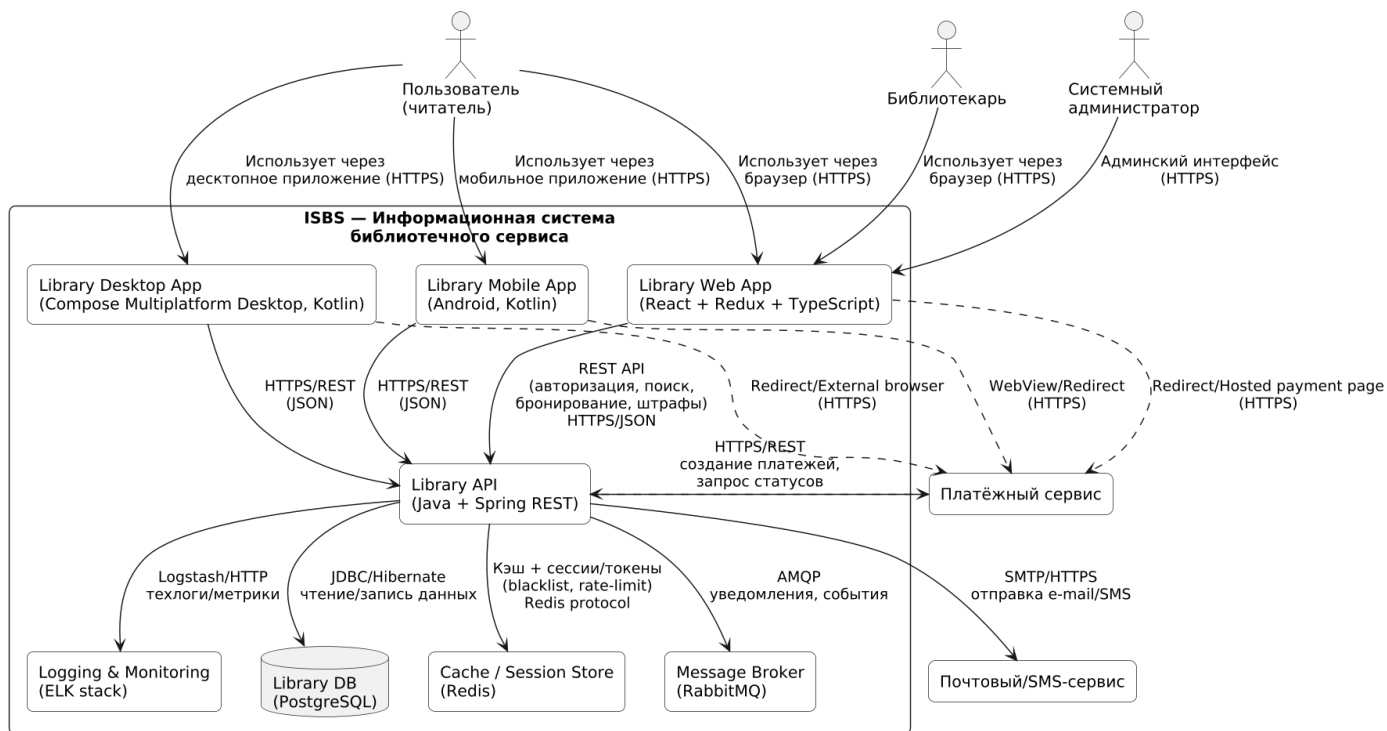 Пользователь
(читатель)
Библиотекарь
Системный
администратор
Использует через
десктопное приложение (HTTPS)
Использует через
мобильное приложение (HTTPS)
Использует через
браузер (HTTPS)
Использует через
браузер (HTTPS)
Админский интерфейс
(HTTPS)
ISBS — Информационная система
библиотечного сервиса
Library Desktop App
(Compose Multiplatform Desktop, Kotlin)
Library Mobile App
(Android, Kotlin)
Library Web App
(React + Redux + TypeScript)
HTTPS/REST
(JSON)
HTTPS/REST
(JSON)
REST API
(авторизация, поиск,
бронирование, штрафы)
HTTPS/JSON
Redirect/External browser
(HTTPS)
WebView/Redirect
(HTTPS)
Redirect/Hosted payment page
(HTTPS)
HTTPS/REST
создание платежей,
запрос статусов
Library API
(Java + Spring REST)
Платёжный сервис
Logstash/HTTP
техлоги/метрики
JDBC/Hibernate
чтение/запись данных
Кэш + сессии/токены
(blacklist, rate-limit)
Redis protocol
AMQP
уведомления, события
SMTP/HTTPS
отправка e-mail/SMS
Logging & Monitoring
(ELK stack)
Library DB
(PostgreSQL)
Cache / Session Store
(Redis)
Message Broker
(RabbitMQ)
Почтовый/SMS-сервис